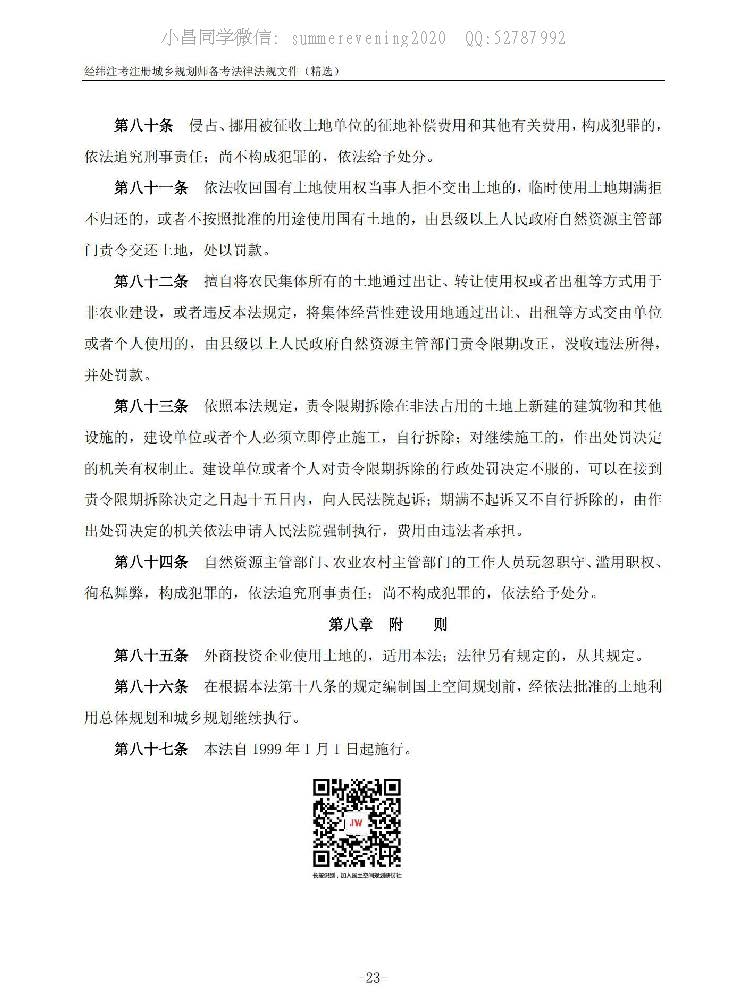 小昌同学微信: summerevening2020 QQ:52787992
经纬注考注册城乡规划师备考法律法规文件（精选）
第八十条 侵占、挪用被征收土地单位的征地补偿费用和其他有关费用，构成犯罪的，
依法追究刑事责任；尚不构成犯罪的，依法给予处分。
第八十一条 依法收回国有土地使用权当事人拒不交出土地的，临时使用土地期满拒
不归还的，或者不按照批准的用途使用国有土地的，由县级以上人民政府自然资源主管部
门责令交还土地，处以罚款。
第八十二条 擅自将农民集体所有的土地通过出让、转让使用权或者出租等方式用于
非农业建设，或者违反本法规定，将集体经营性建设用地通过出让、出租等方式交由单位
或者个人使用的，由县级以上人民政府自然资源主管部门责令限期改正，没收违法所得，
并处罚款。
第八十三条 依照本法规定，责令限期拆除在非法占用的土地上新建的建筑物和其他
设施的，建设单位或者个人必须立即停止施工，自行拆除；对继续施工的，作出处罚决定
的机关有权制止。建设单位或者个人对责令限期拆除的行政处罚决定不服的，可以在接到
责令限期拆除决定之日起十五日内，向人民法院起诉；期满不起诉又不自行拆除的，由作
出处罚决定的机关依法申请人民法院强制执行，费用由违法者承担。
第八十四条 自然资源主管部门、农业农村主管部门的工作人员玩忽职守、滥用职权、
徇私舞弊，构成犯罪的，依法追究刑事责任；尚不构成犯罪的，依法给予处分。
第八章 附 则
第八十五条 外商投资企业使用土地的，适用本法；法律另有规定的，从其规定。
第八十六条 在根据本法第十八条的规定编制国土空间规划前，经依法批准的土地利
用总体规划和城乡规划继续执行。
第八十七条 本法自 1999 年 1 月 1 日起施行。
JW
长按识别，加入国土空间规划研讨社
-23-